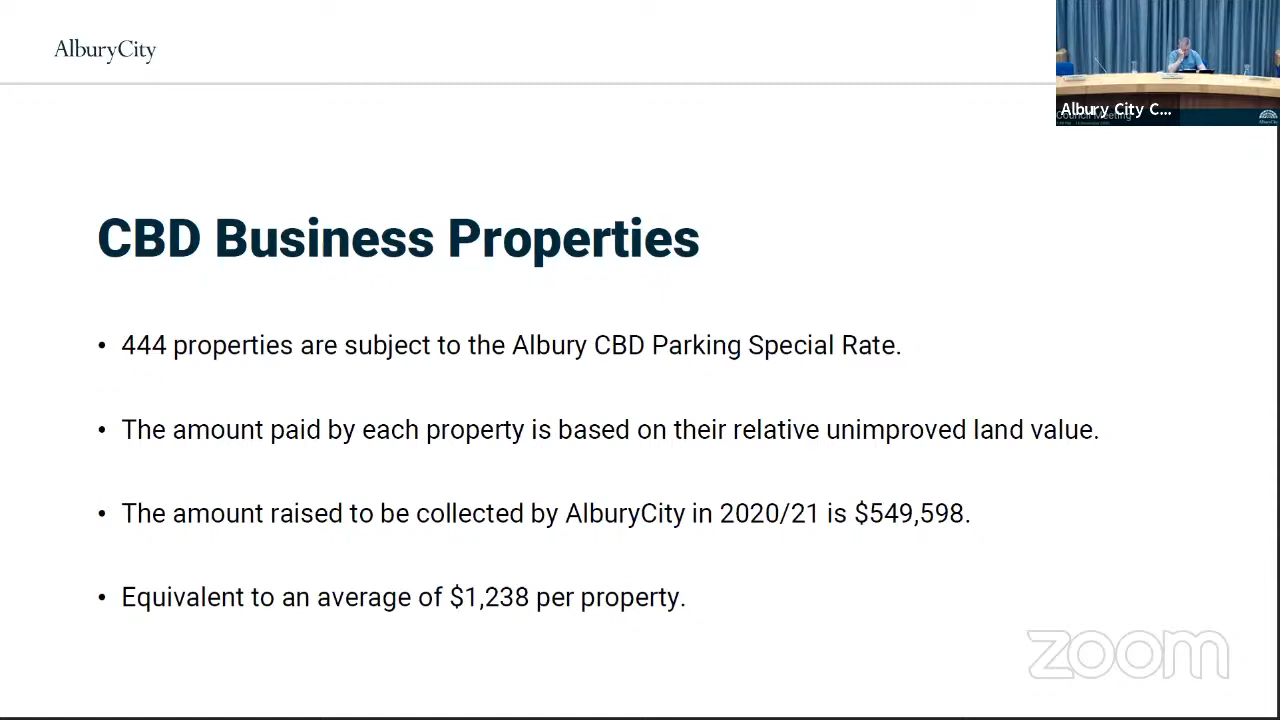 AlburyCity
Albury City C...
Council Meeting
CBD Business Properties
• 444 properties are subject to the Albury CBD Parking Special Rate.
• The amount paid by each property is based on their relative unimproved land value.
• The amount raised to be collected by AlburyCity in 2020/21 is $549,598.
• Equivalent to an average of $1,238 per property.
zoom